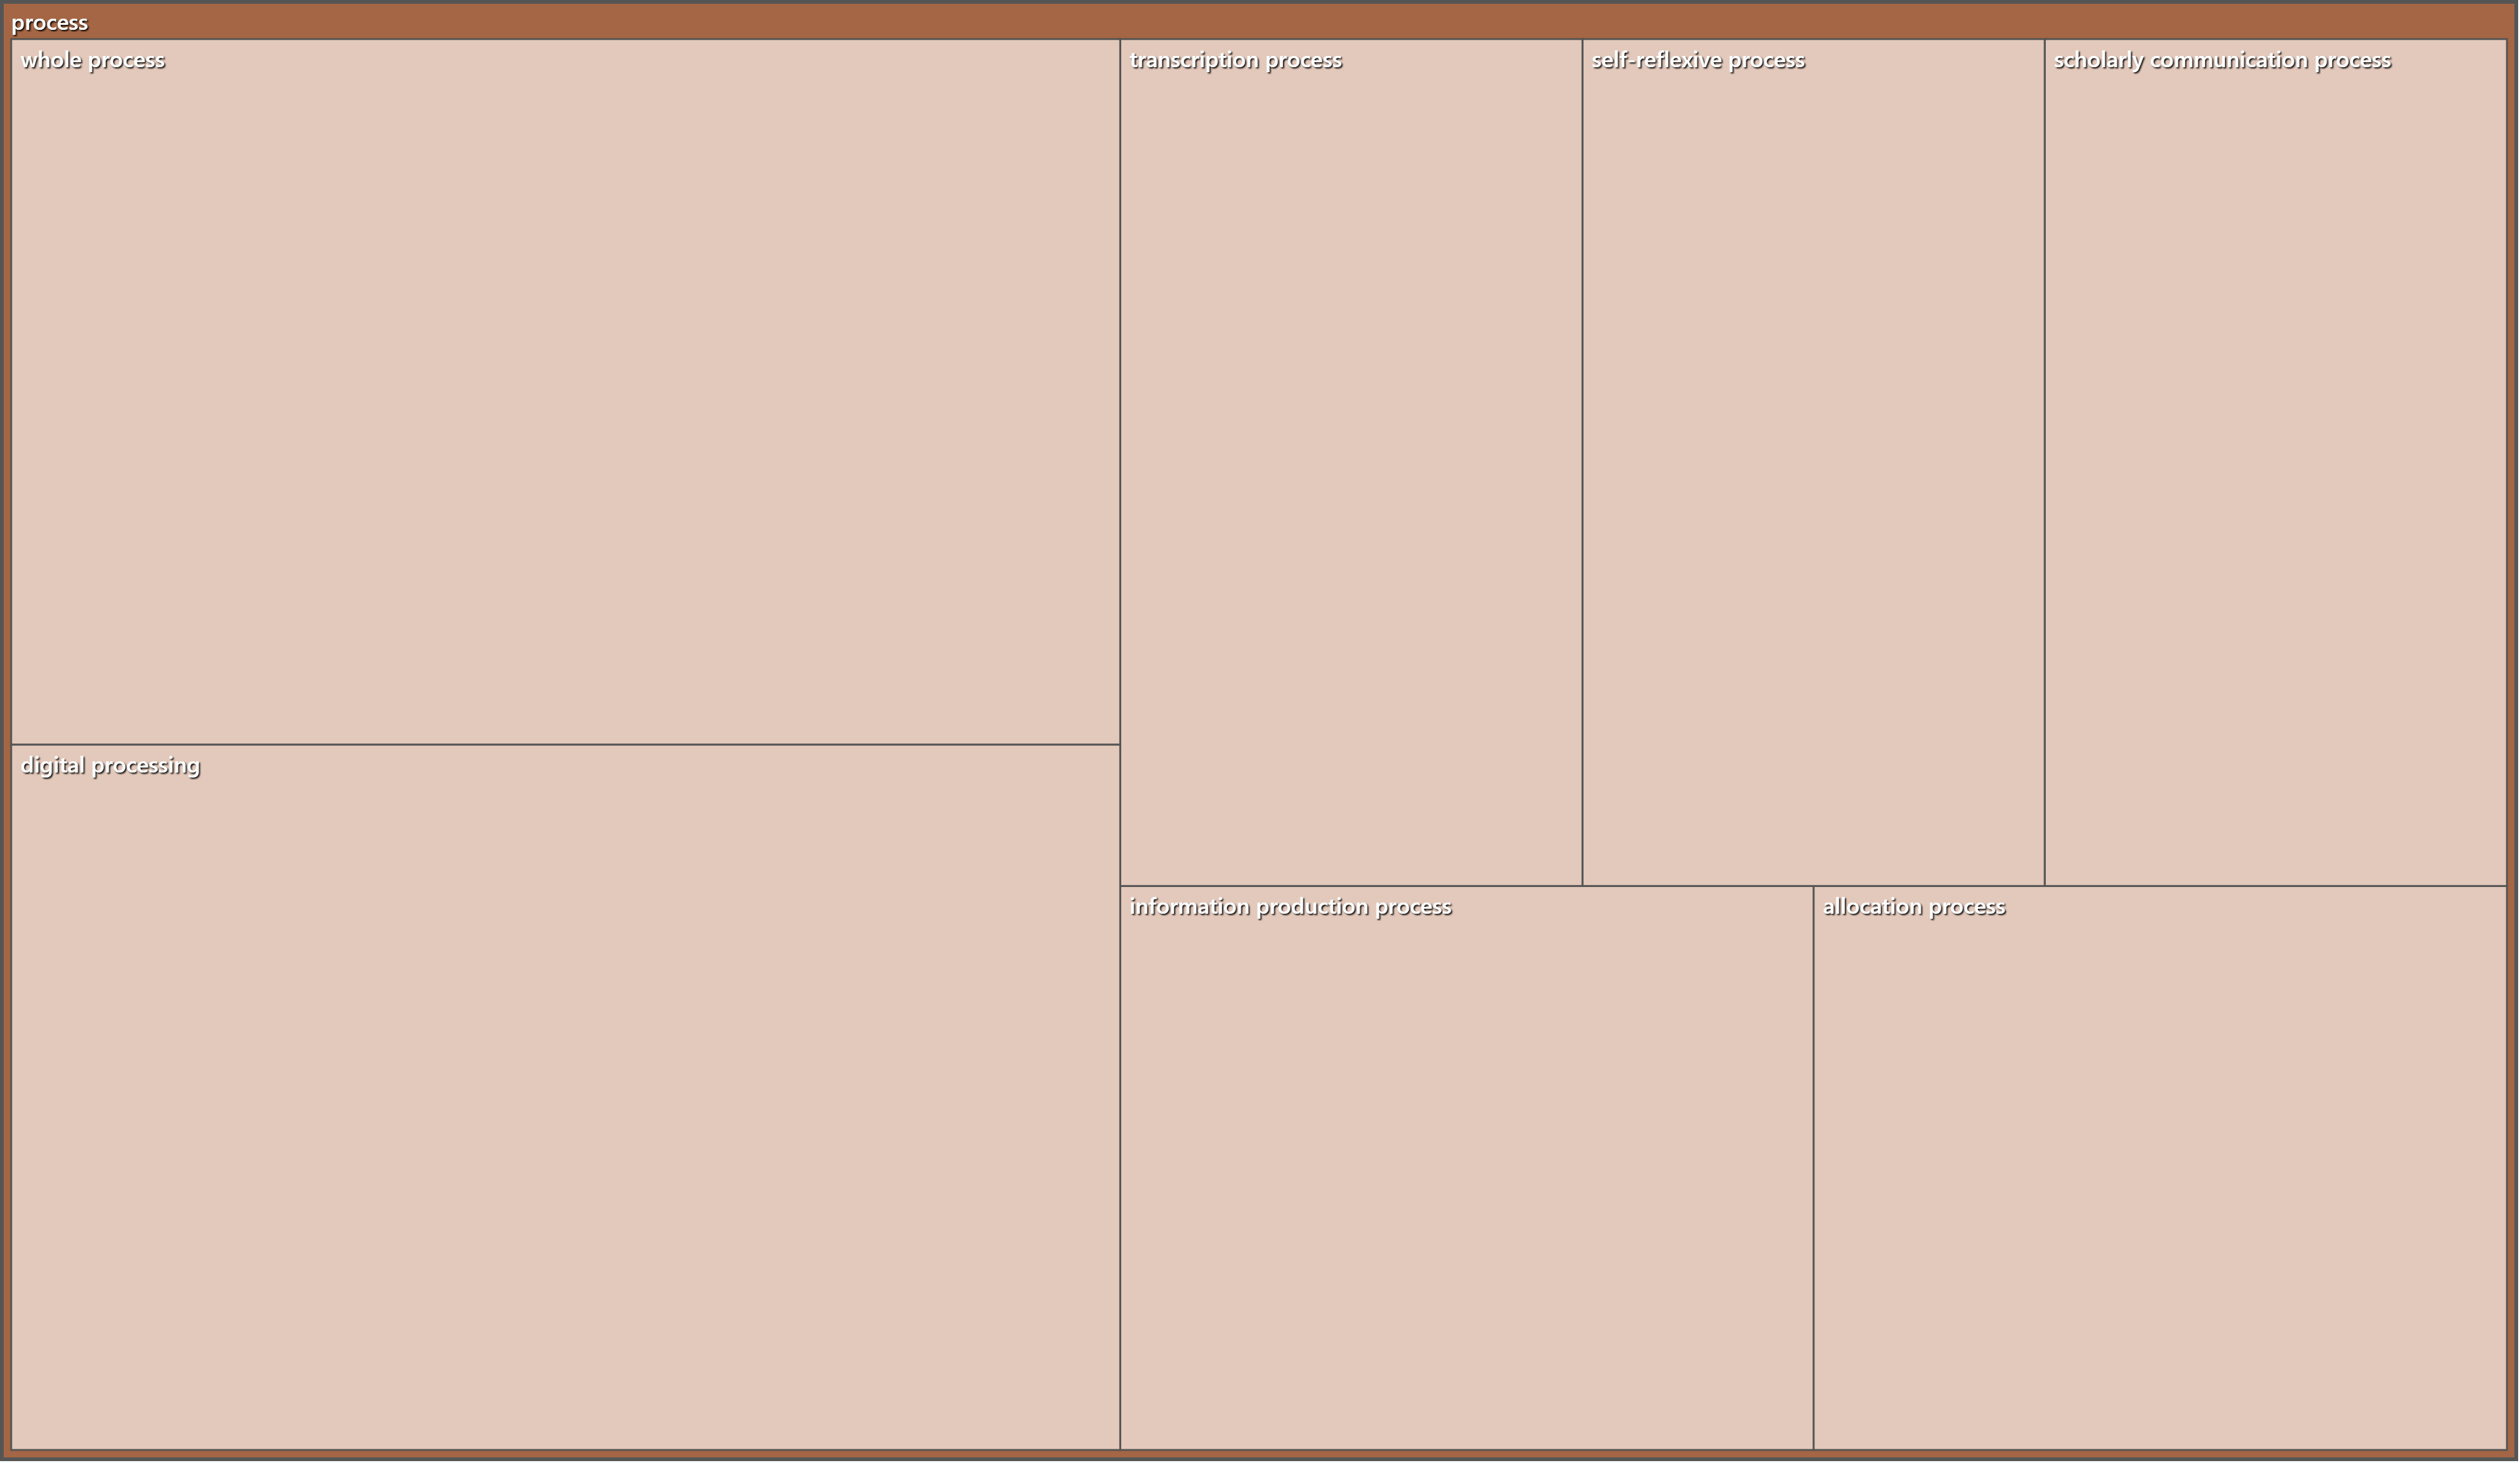 process
whole process
transcription process
self-reflexive process
scholarly communication process
digital processing
information production process
allocation process